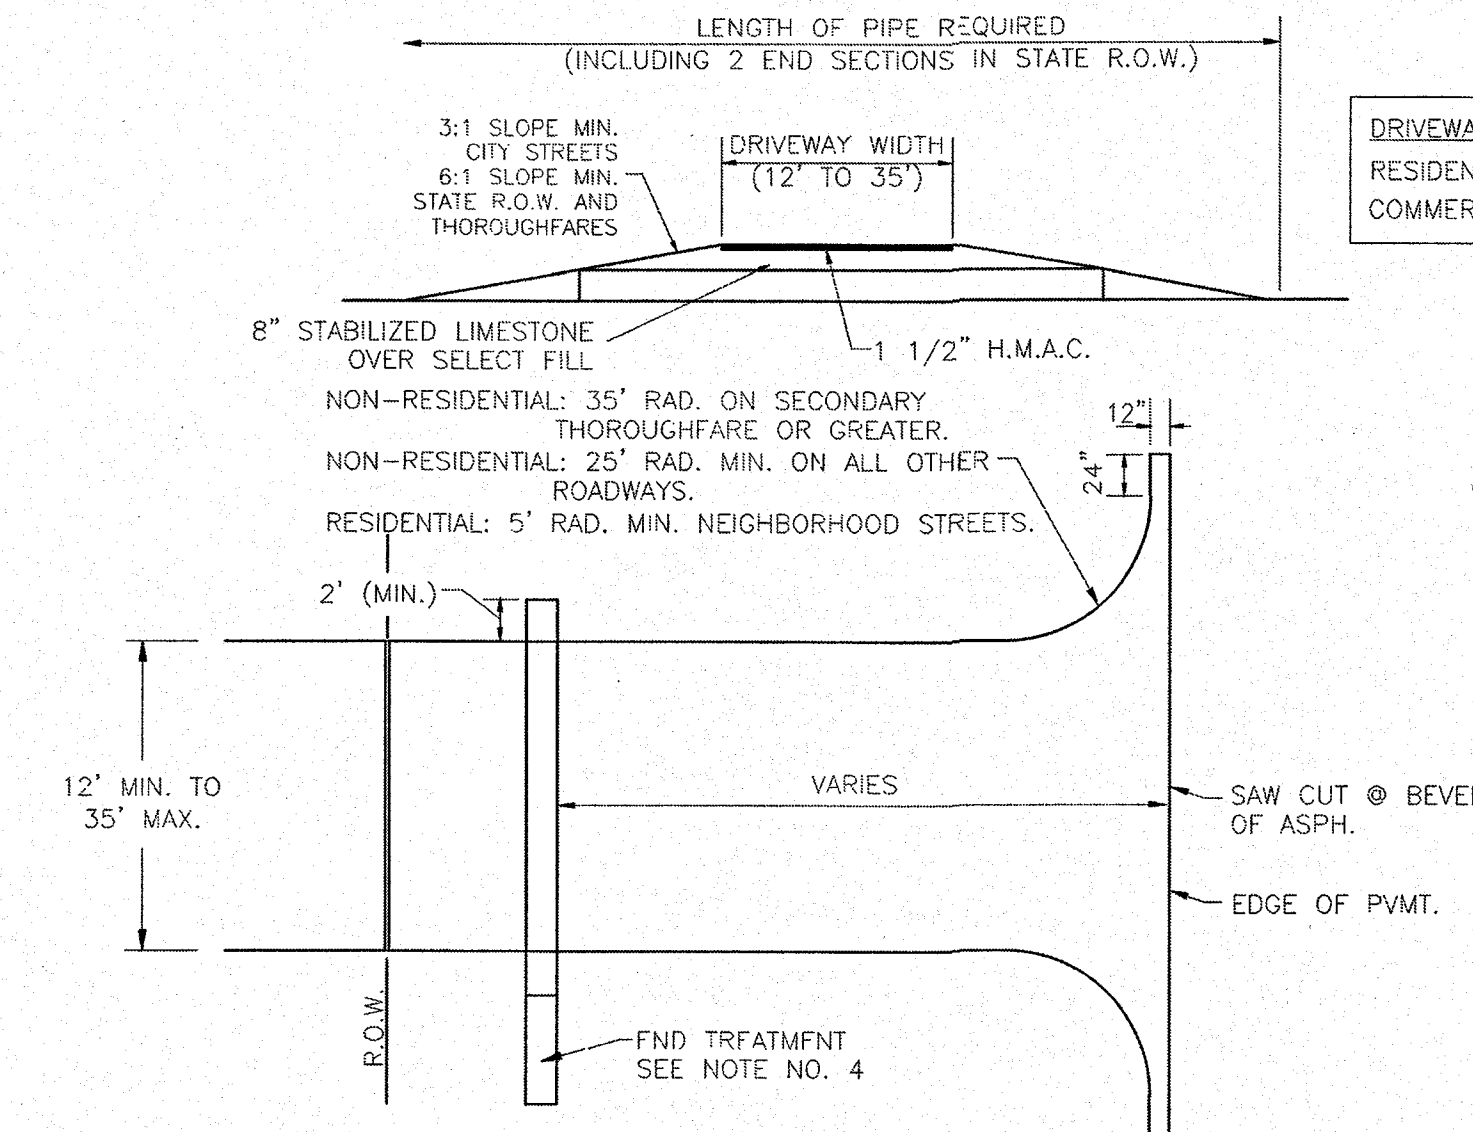 LENGTH OF PIPE REQUIRED
(INCLUDING 2 END SECTIONS IN STATE R.O.W.)
3:1 SLOPE MIN.
CITY STREETS
6:1 SLOPE MIN.
STATE R.O.W. AND
THOROUGHFARES
DRIVEWAY WIDTH
(12' TO 35')
DRIVEWA
RESIDEN
COMMER
8" STABILIZED LIMESTONE
OVER SELECT FILL
1 1/2" H.M.A.C.
NON-RESIDENTIAL: 35' RAD. ON SECONDARY
THOROUGHFARE OR GREATER.
NON-RESIDENTIAL: 25' RAD. MIN. ON ALL OTHER
ROADWAYS.
RESIDENTIAL: 5' RAD. MIN. NEIGHBORHOOD STREETS.
12"
24"
2' (MIN.)
12' MIN. TO
35' MAX.
VARIES
SAW CUT @ BEVE
OF ASPH.
EDGE OF PVMT.
R.O.W.
END TREATMENT
SEE NOTE NO. 4